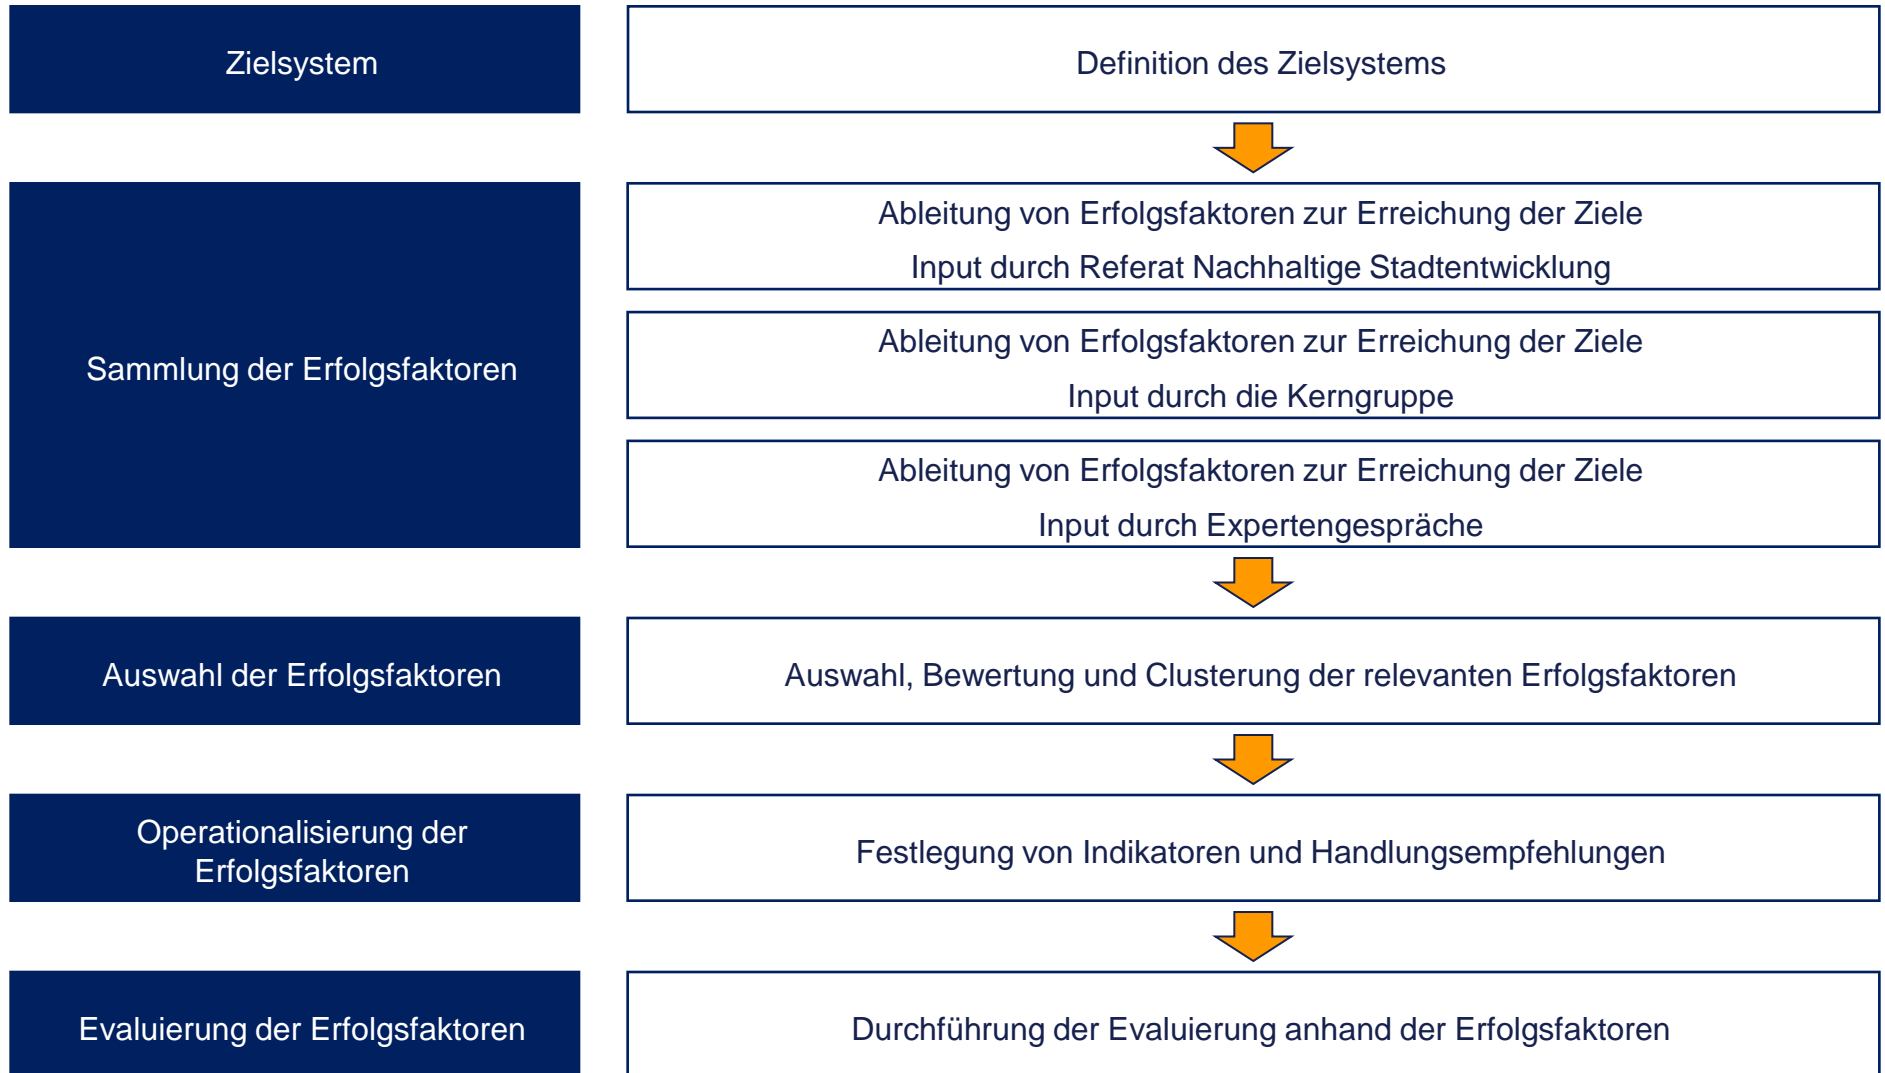 Zielsystem
Definition des Zielsystems
Sammlung der Erfolgsfaktoren
Ableitung von Erfolgsfaktoren zur Erreichung der Ziele
Input durch Referat Nachhaltige Stadtentwicklung
Ableitung von Erfolgsfaktoren zur Erreichung der Ziele
Input durch die Kerngruppe
Ableitung von Erfolgsfaktoren zur Erreichung der Ziele
Input durch Expertengespräche
Auswahl der Erfolgsfaktoren
Auswahl, Bewertung und Clusterung der relevanten Erfolgsfaktoren
Operationalisierung der
Erfolgsfaktoren
Festlegung von Indikatoren und Handlungsempfehlungen
Evaluierung der Erfolgsfaktoren
Durchführung der Evaluierung anhand der Erfolgsfaktoren